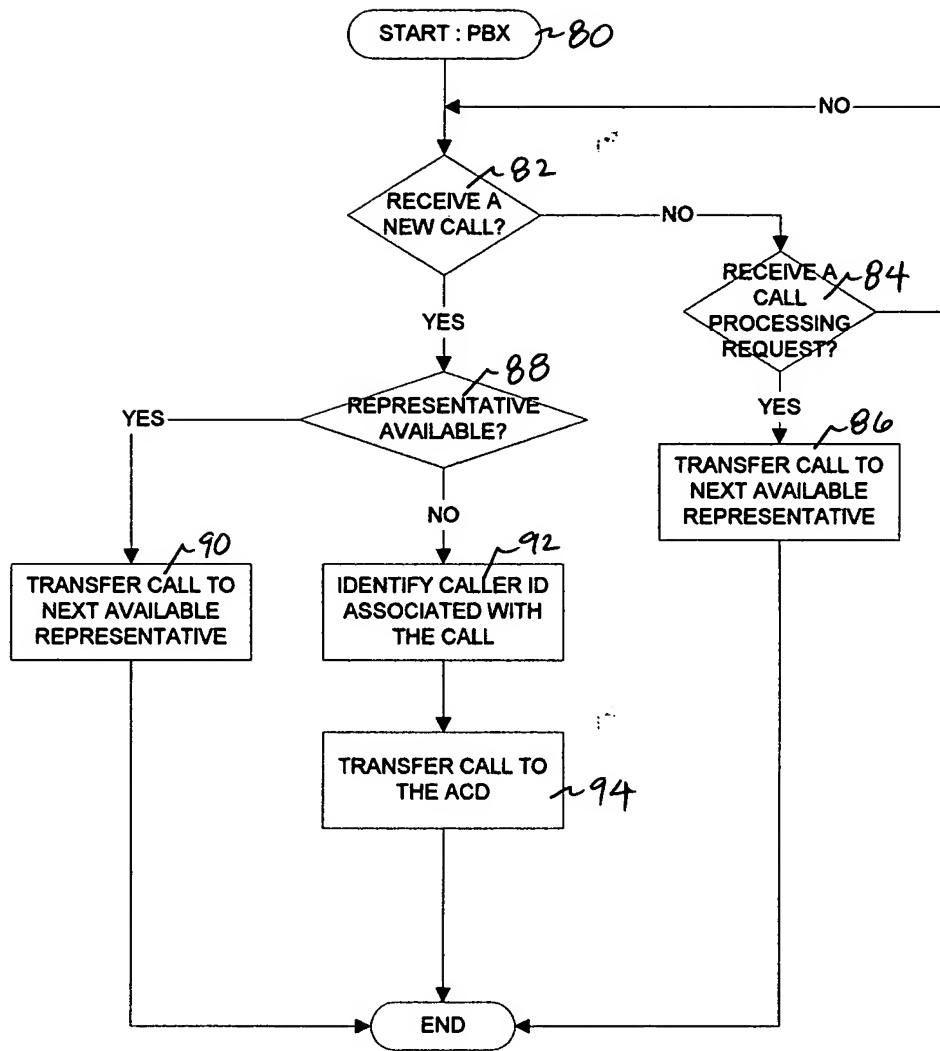 START : PBX
80
NO
82
RECEIVE A
NEW CALL?
NO
RECEIVE A
CALL
PROCESSING
REQUEST?
84
YES
88
REPRESENTATIVE
AVAILABLE?
YES
YES
86
TRANSFER CALL TO
NEXT AVAILABLE
REPRESENTATIVE
NO
90
TRANSFER CALL TO
NEXT AVAILABLE
REPRESENTATIVE
92
IDENTIFY CALLER ID
ASSOCIATED WITH
THE CALL
TRANSFER CALL TO
THE ACD
94
END